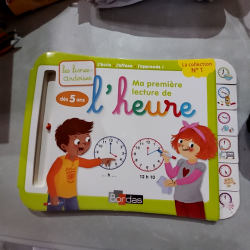 les livres
ardoises
J'écris J'efface J'apprends !
La collection
N° 1
dès 5 ans
Ma première
lecture de
l'heure
... h ...
12 h 10
Bordas